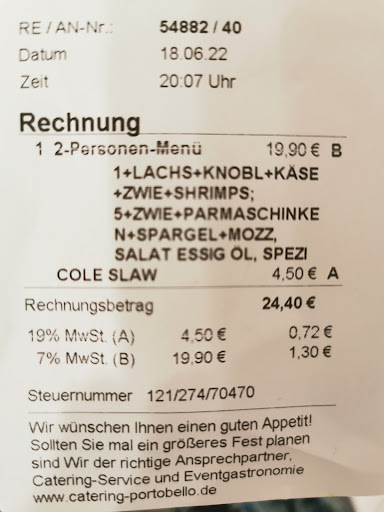 RE / AN-Nr.: 54882 / 40
Datum 18.06.22
Zeit 20:07 Uhr
Rechnung
1 2-Personen-Menü 19,90 € B
1+LACHS+KNOBL+KÄSE
+ZWIE+SHRIMPS;
5+ZWIE+PARMASCHINKE
N+SPARGEL+MOZZ,
SALAT ESSIG ÖL, SPEZI
COLE SLAW 4,50 € A
Rechnungsbetrag 24,40 €
19% MwSt. (A) 4,50 € 0,72 €
7% MwSt. (B) 19,90 € 1,30 €
Steuernummer 121/274/70470
Wir wünschen Ihnen einen guten Appetit!
Sollten Sie mal ein größeres Fest planen
sind Wir der richtige Ansprechpartner,
Catering-Service und Eventgastronomie
www.catering-portobello.de